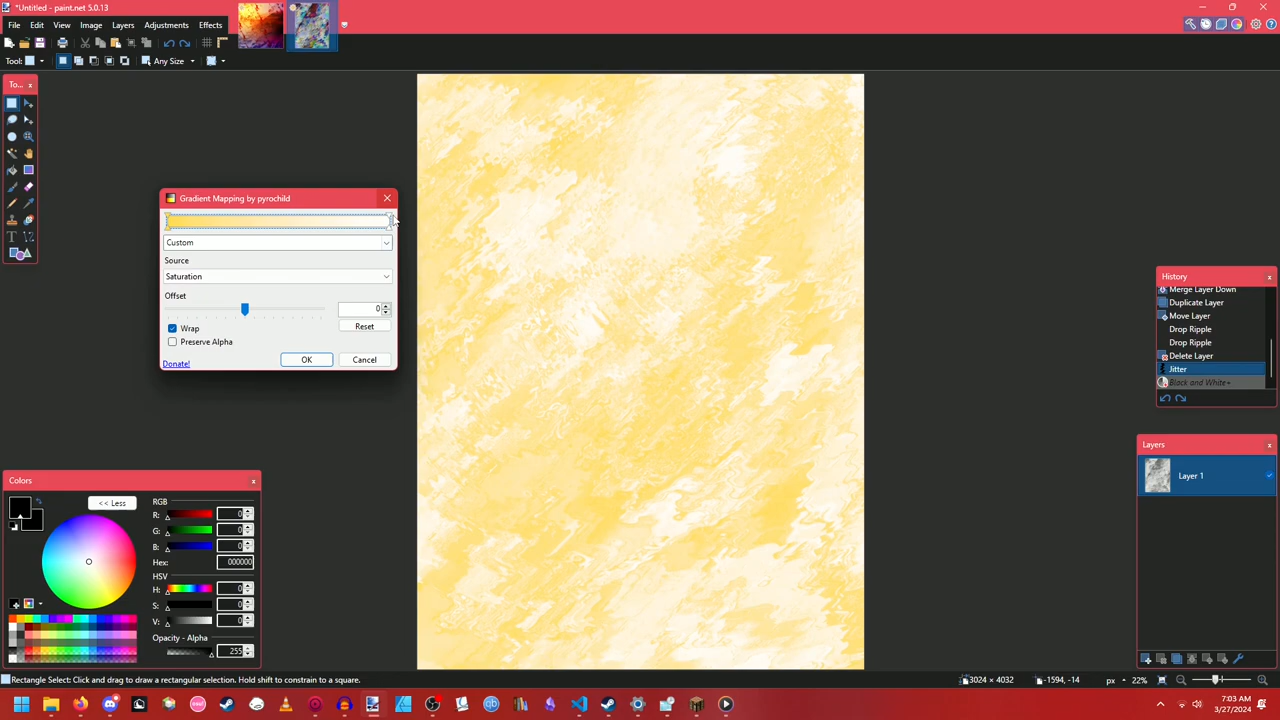 *Untitled - paint.net 5.0.13
File Edit View Image Layers Adjustments Effects
Tool: Any Size
To... x
Gradient Mapping by pyrochild
Custom
Source
Saturation
Offset
0
Wrap
Reset
Preserve Alpha
Donate!
OK
Cancel
History x
Merge Layer Down
Duplicate Layer
Move Layer
Drop Ripple
Drop Ripple
Delete Layer
Jitter
Black and White+
Layers x
Layer 1
Colors x
<< Less
RGB
R: 0
G: 0
B: 0
Hex: 000000
HSV
H: 0
S: 0
V: 0
Opacity - Alpha
255
Rectangle Select: Click and drag to draw a rectangular selection. Hold shift to constrain to a square.
3024 × 4032
-1594, -14
px
22%
7:03 AM
3/27/2024